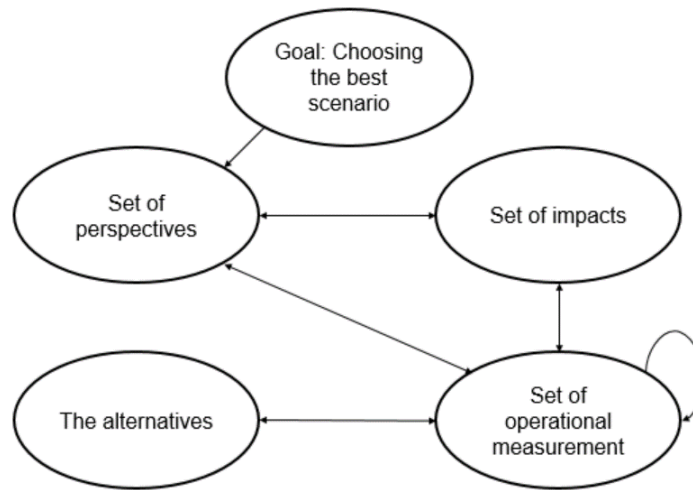 Goal: Choosing
the best
scenario
Set of
perspectives
Set of impacts
The alternatives
Set of
operational
measurement